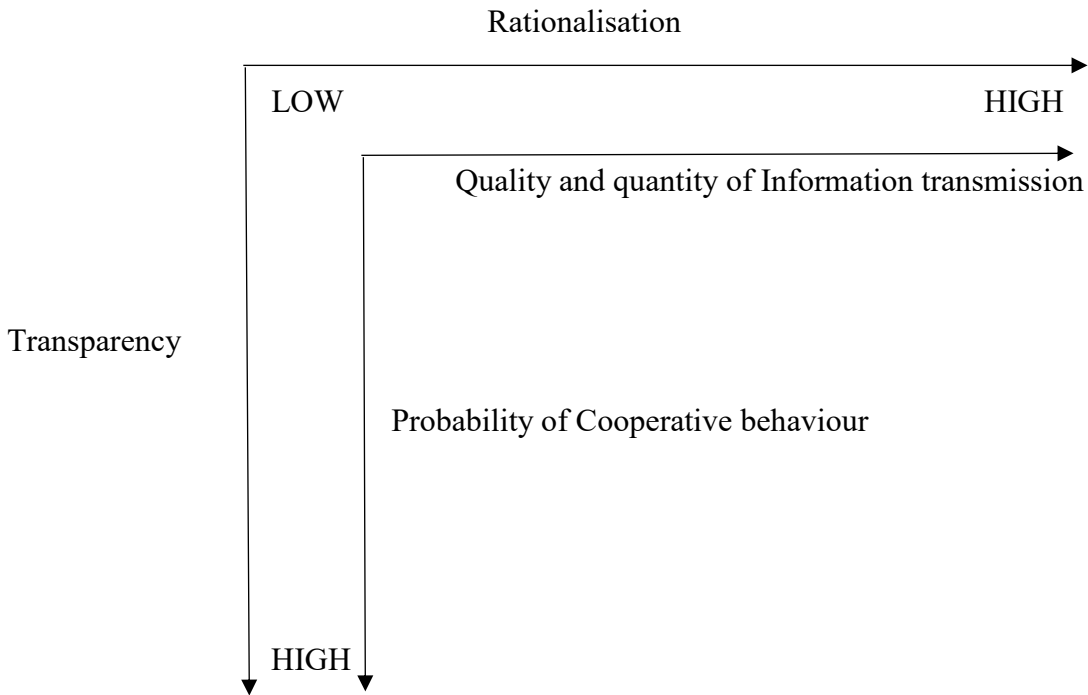 Rationalisation
LOW
HIGH
Quality and quantity of Information transmission
Transparency
Probability of Cooperative behaviour
HIGH